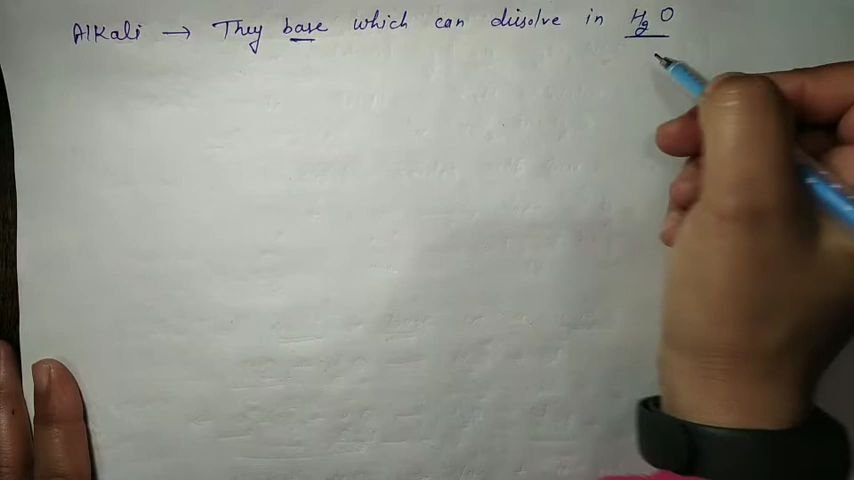 Alkali → They base which can dissolve in H₂O